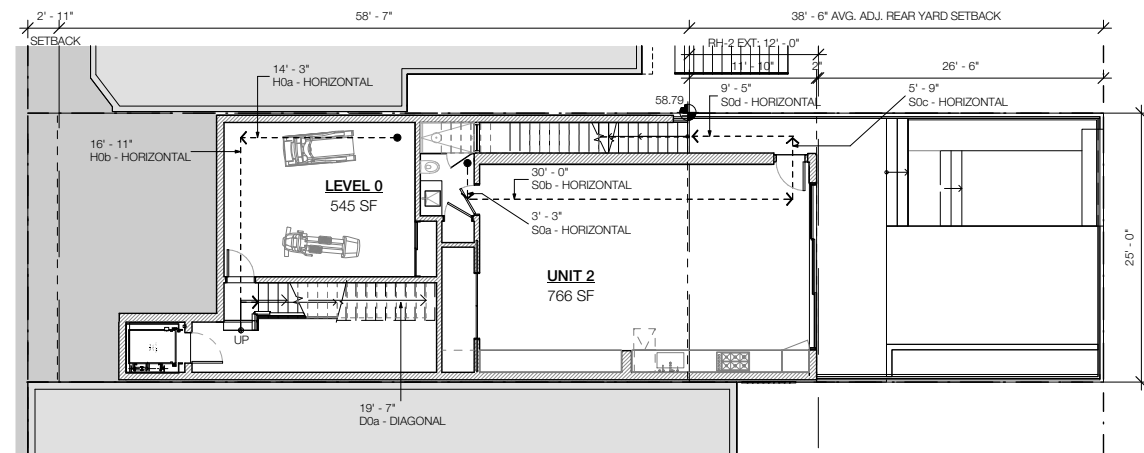 2' - 11"
58' - 7"
38' - 6" AVG. ADJ. REAR YARD SETBACK
SETBACK
RH-2 EXT: 12' - 0"
11' - 10"
2"
26' - 6"
14' - 3"
H0a - HORIZONTAL
9' - 5"
S0d - HORIZONTAL
5' - 9"
S0c - HORIZONTAL
58.79
16' - 11"
H0b - HORIZONTAL
LEVEL 0
545 SF
30' - 0"
S0b - HORIZONTAL
3' - 3"
S0a - HORIZONTAL
25' - 0"
UNIT 2
766 SF
UP
19' - 7"
D0a - DIAGONAL